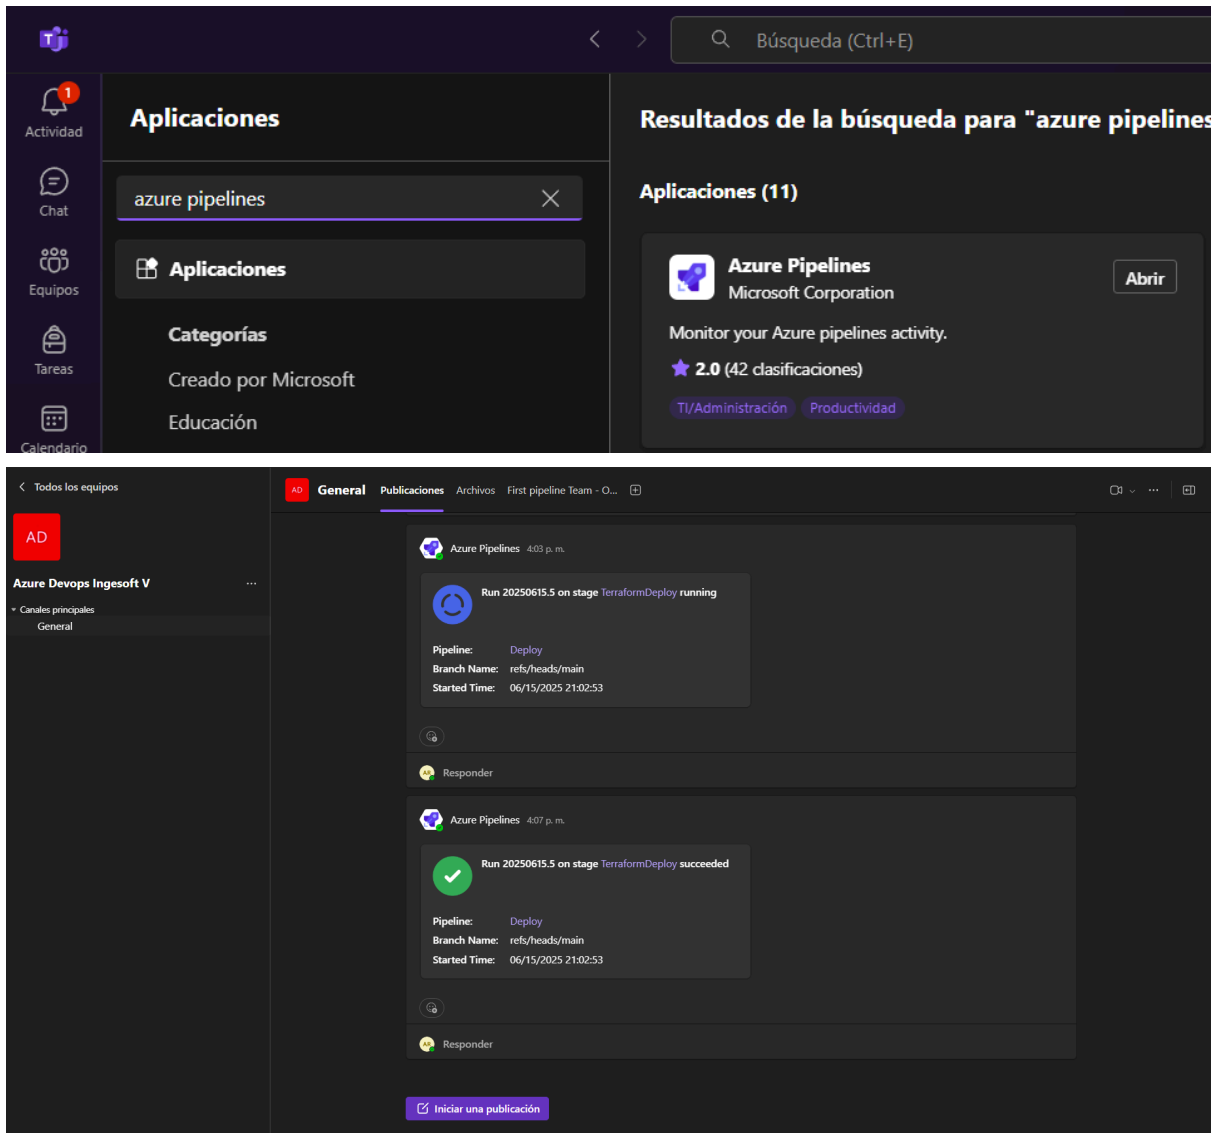 Búsqueda (Ctrl+E)
1
Actividad
Chat
Equipos
Tareas
Calendario
Aplicaciones
azure pipelines
Aplicaciones
Categorías
Creado por Microsoft
Educación
Resultados de la búsqueda para "azure pipelines
Aplicaciones (11)
Azure Pipelines
Microsoft Corporation
Abrir
Monitor your Azure pipelines activity.
2.0 (42 clasificaciones)
TI/Administración Productividad
Todos los equipos
AD
Azure Devops Ingesoft V ...
Canales principales
General
AD General Publicaciones Archivos First pipeline Team - O...
Azure Pipelines 4:03 p. m.
Run 20250615.5 on stage TerraformDeploy running
Pipeline: Deploy
Branch Name: refs/heads/main
Started Time: 06/15/2025 21:02:53
AR Responder
Azure Pipelines 4:07 p. m.
Run 20250615.5 on stage TerraformDeploy succeeded
Pipeline: Deploy
Branch Name: refs/heads/main
Started Time: 06/15/2025 21:02:53
AR Responder
Iniciar una publicación